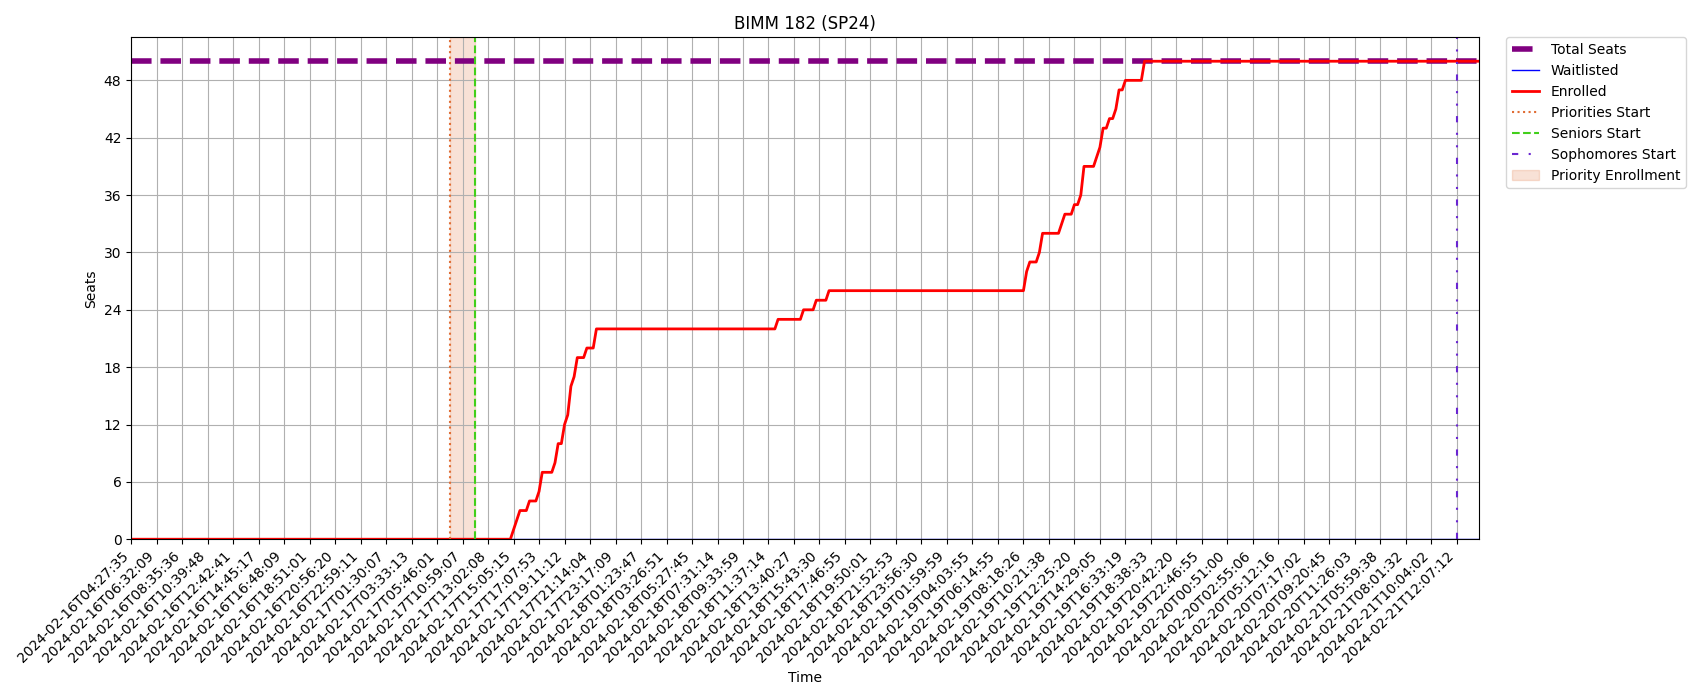 BIMM 182 (SP24)
Total Seats
Waitlisted
Enrolled
Priorities Start
Seniors Start
Sophomores Start
Priority Enrollment
Seats
48
42
36
30
24
18
12
6
0
2024-02-16T04:27:35
2024-02-16T06:32:09
2024-02-16T08:35:36
2024-02-16T10:39:48
2024-02-16T12:42:41
2024-02-16T14:45:17
2024-02-16T16:48:09
2024-02-16T18:51:01
2024-02-16T20:56:20
2024-02-16T22:59:11
2024-02-17T01:30:07
2024-02-17T03:33:13
2024-02-17T05:46:01
2024-02-17T10:59:07
2024-02-17T13:02:08
2024-02-17T15:05:15
2024-02-17T17:07:53
2024-02-17T19:11:12
2024-02-17T21:14:04
2024-02-17T23:17:09
2024-02-18T01:23:47
2024-02-18T03:26:51
2024-02-18T05:27:45
2024-02-18T07:31:14
2024-02-18T09:33:59
2024-02-18T11:37:14
2024-02-18T13:40:27
2024-02-18T15:43:30
2024-02-18T17:46:55
2024-02-18T19:50:01
2024-02-18T21:52:53
2024-02-18T23:56:30
2024-02-19T01:59:59
2024-02-19T04:03:55
2024-02-19T06:14:55
2024-02-19T08:18:26
2024-02-19T10:21:38
2024-02-19T12:25:20
2024-02-19T14:29:05
2024-02-19T16:33:19
2024-02-19T18:38:33
2024-02-19T20:42:20
2024-02-19T22:46:55
2024-02-20T00:51:00
2024-02-20T02:55:06
2024-02-20T05:12:16
2024-02-20T07:17:02
2024-02-20T09:20:45
2024-02-20T11:26:03
2024-02-21T05:59:38
2024-02-21T08:01:32
2024-02-21T10:04:02
2024-02-21T12:07:12
Time